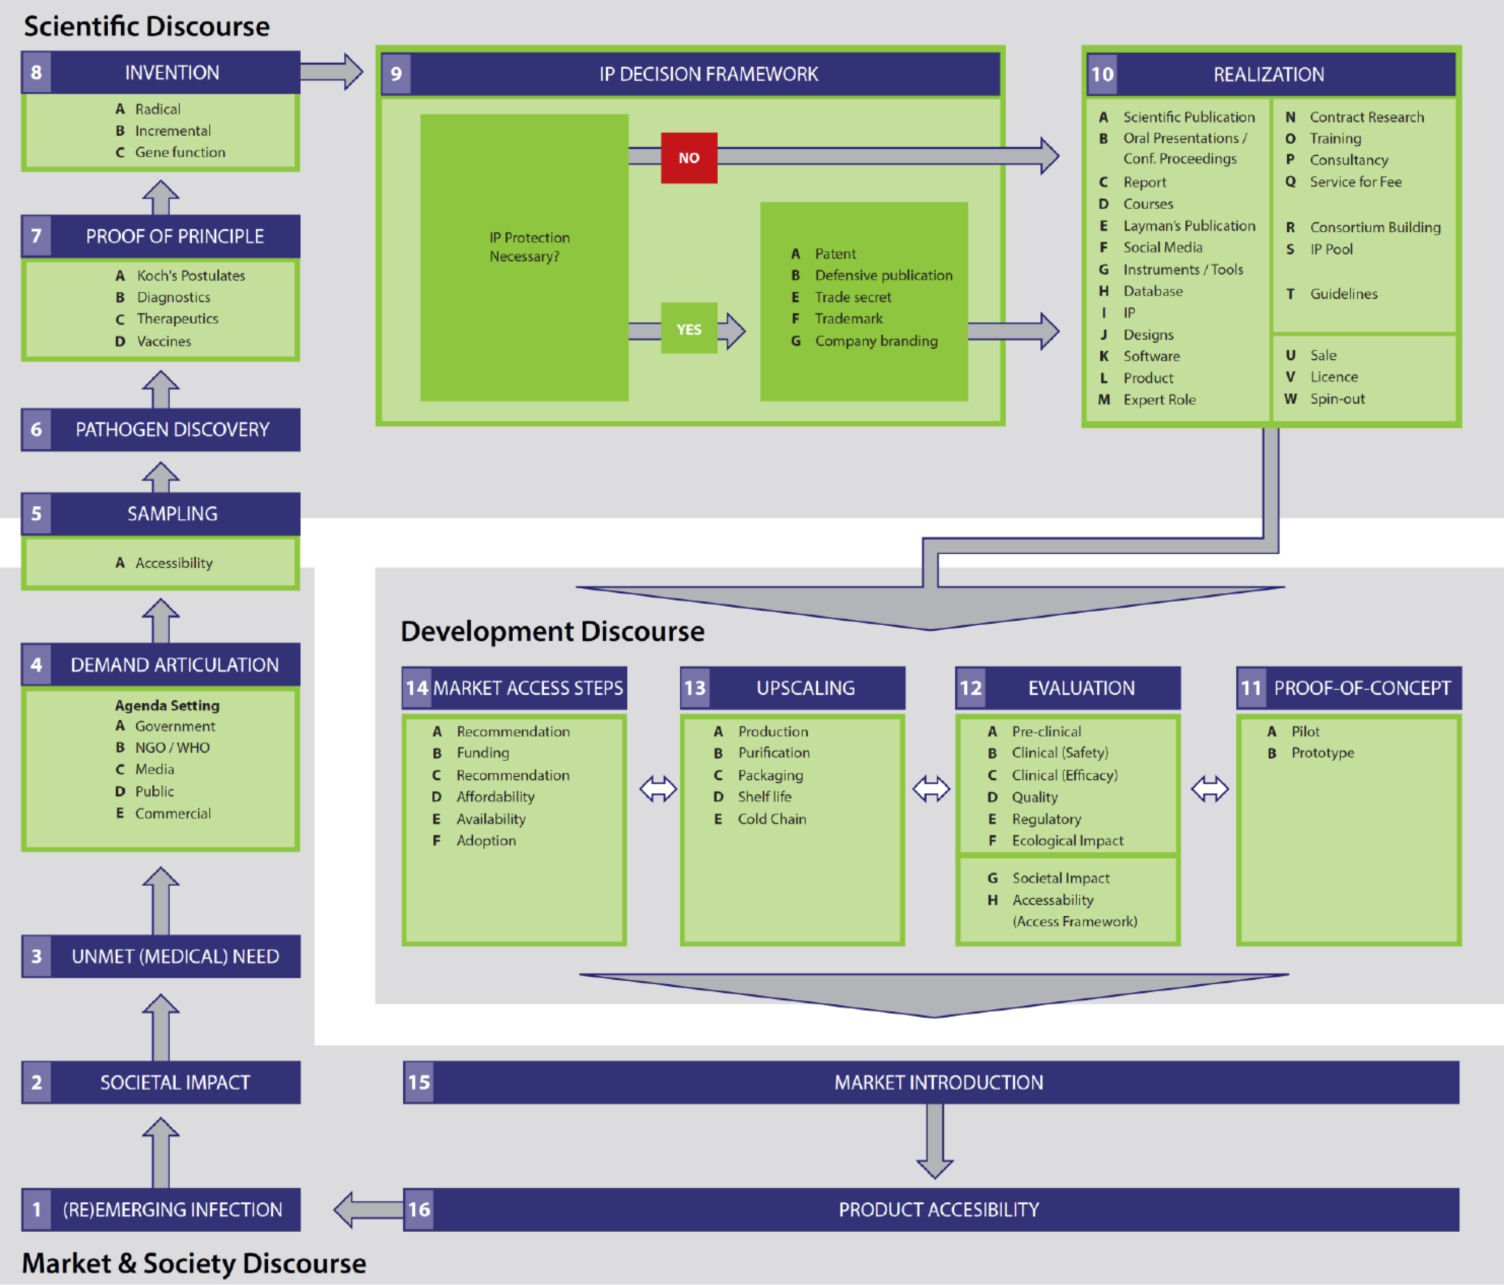 Scientific Discourse
8 INVENTION
A Radical
B Incremental
C Gene function
7 PROOF OF PRINCIPLE
A Koch's Postulates
B Diagnostics
C Therapeutics
D Vaccines
6 PATHOGEN DISCOVERY
5 SAMPLING
A Accessibility
4 DEMAND ARTICULATION
Agenda Setting
A Government
B NGO / WHO
C Media
D Public
E Commercial
3 UNMET (MEDICAL) NEED
2 SOCIETAL IMPACT
1 (RE)EMERGING INFECTION
Market & Society Discourse
9 IP DECISION FRAMEWORK
IP Protection
Necessary?
NO
YES
A Patent
B Defensive publication
E Trade secret
F Trademark
G Company branding
10 REALIZATION
A Scientific Publication
B Oral Presentations /
Conf. Proceedings
C Report
D Courses
E Layman's Publication
F Social Media
G Instruments / Tools
H Database
I IP
J Designs
K Software
L Product
M Expert Role
N Contract Research
O Training
P Consultancy
Q Service for Fee
R Consortium Building
S IP Pool
T Guidelines
U Sale
V Licence
W Spin-out
Development Discourse
14 MARKET ACCESS STEPS
A Recommendation
B Funding
C Recommendation
D Affordability
E Availability
F Adoption
13 UPSCALING
A Production
B Purification
C Packaging
D Shelf life
E Cold Chain
12 EVALUATION
A Pre-clinical
B Clinical (Safety)
C Clinical (Efficacy)
D Quality
E Regulatory
F Ecological Impact
G Societal Impact
H Accessability
(Access Framework)
11 PROOF-OF-CONCEPT
A Pilot
B Prototype
15 MARKET INTRODUCTION
16 PRODUCT ACCESIBILITY